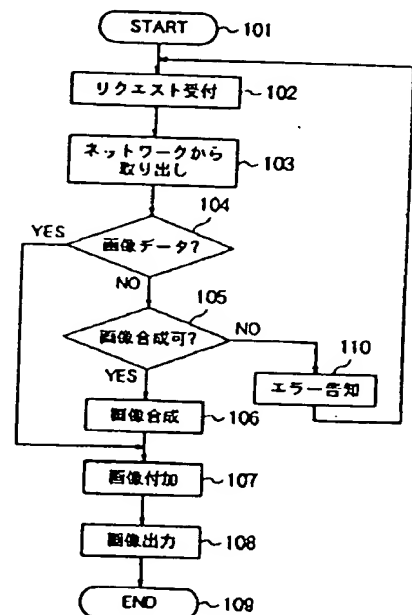 START 101
リクエスト受付 102
ネットワークから
取り出し 103
104
YES 画像データ?
NO 105
画像合成可? NO
110
YES エラー告知
画像合成 106
画像付加 107
画像出力 108
END 109